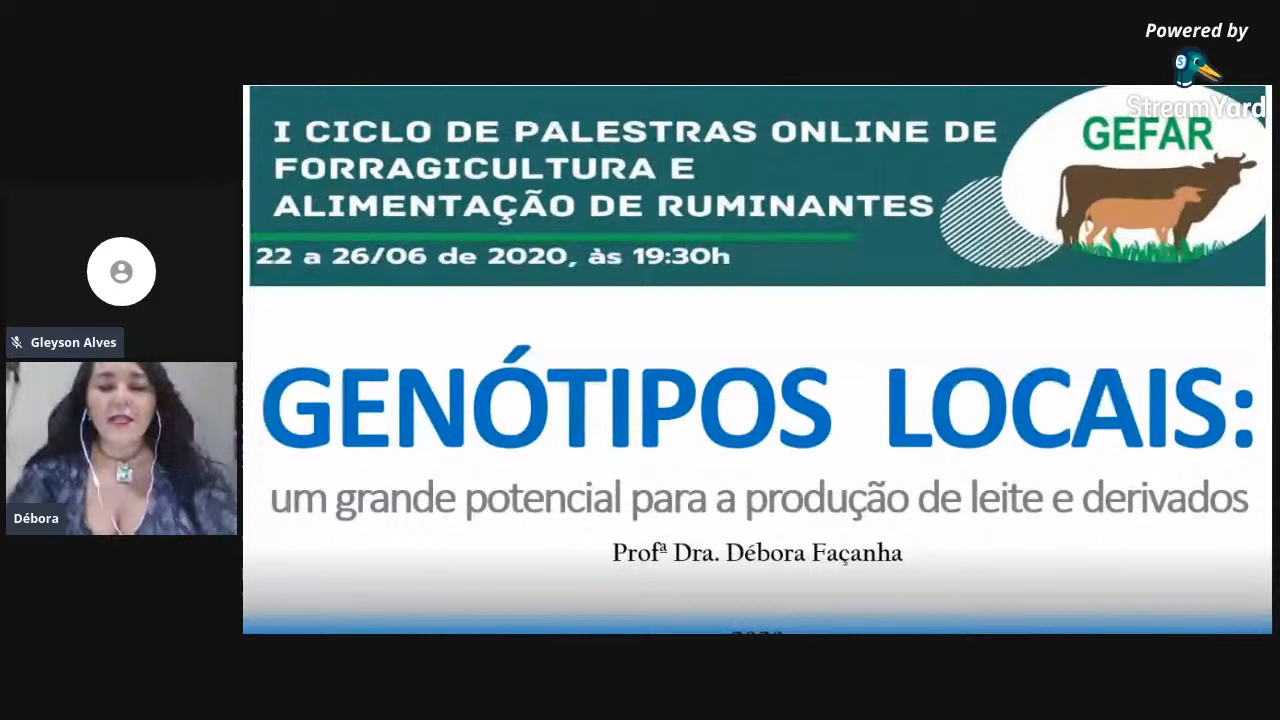 Powered by
StreamYard
I CICLO DE PALESTRAS ONLINE DE
FORRAGICULTURA E
ALIMENTAÇÃO DE RUMINANTES
22 a 26/06 de 2020, às 19:30h
GEFAR
Gleyson Alves
Débora
GENÓTIPOS LOCAIS:
um grande potencial para a produção de leite e derivados
Profª Dra. Débora Façanha